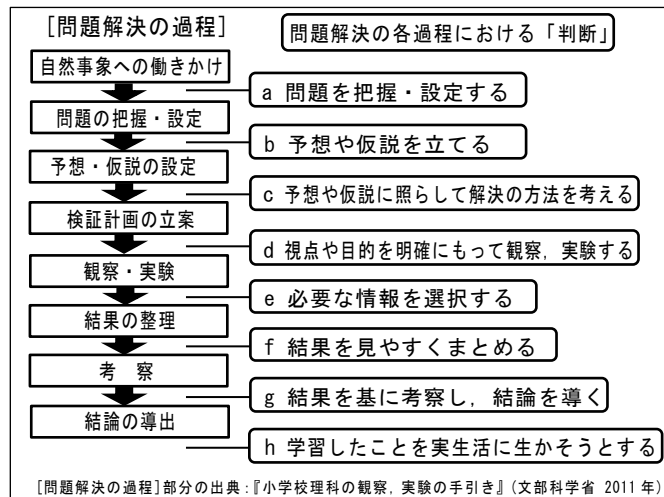 [問題解決の過程]
問題解決の各過程における「判断」
自然事象への働きかけ
a 問題を把握・設定する
問題の把握・設定
b 予想や仮説を立てる
予想・仮説の設定
c 予想や仮説に照らして解決の方法を考える
検証計画の立案
d 視点や目的を明確にもって観察，実験する
観察・実験
e 必要な情報を選択する
結果の整理
f 結果を見やすくまとめる
考　察
g 結果を基に考察し，結論を導く
結論の導出
h 学習したことを実生活に生かそうとする
[問題解決の過程]部分の出典：『小学校理科の観察，実験の手引き』（文部科学省 2011年）